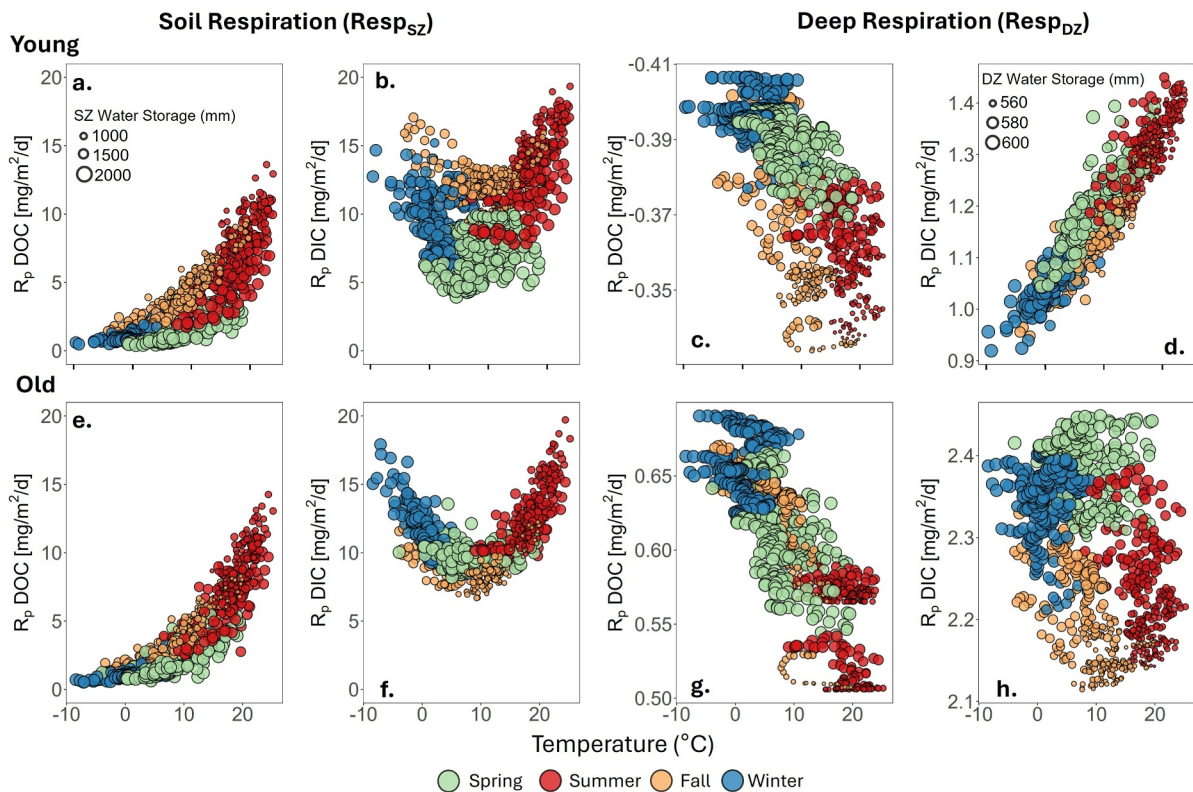 Soil Respiration (Resp_SZ) Deep Respiration (Resp_DZ)
Young
a. b. c. d.
SZ Water Storage (mm)
1000
1500
2000
DZ Water Storage (mm)
560
580
600
R_p DOC [mg/m²/d]
20
15
10
5
0
R_p DIC [mg/m²/d]
20
15
10
5
0
R_p DOC [mg/m²/d]
-0.41
-0.39
-0.37
-0.35
R_p DIC [mg/m²/d]
1.4
1.3
1.2
1.1
1.0
0.9
Old
e. f. g. h.
R_p DOC [mg/m²/d]
20
15
10
5
0
-10 0 10 20
R_p DIC [mg/m²/d]
20
15
10
5
0
-10 0 10 20
R_p DOC [mg/m²/d]
0.65
0.60
0.55
0.50
-10 0 10 20
R_p DIC [mg/m²/d]
2.4
2.3
2.2
2.1
-10 0 10 20
Temperature (°C)
Spring Summer Fall Winter